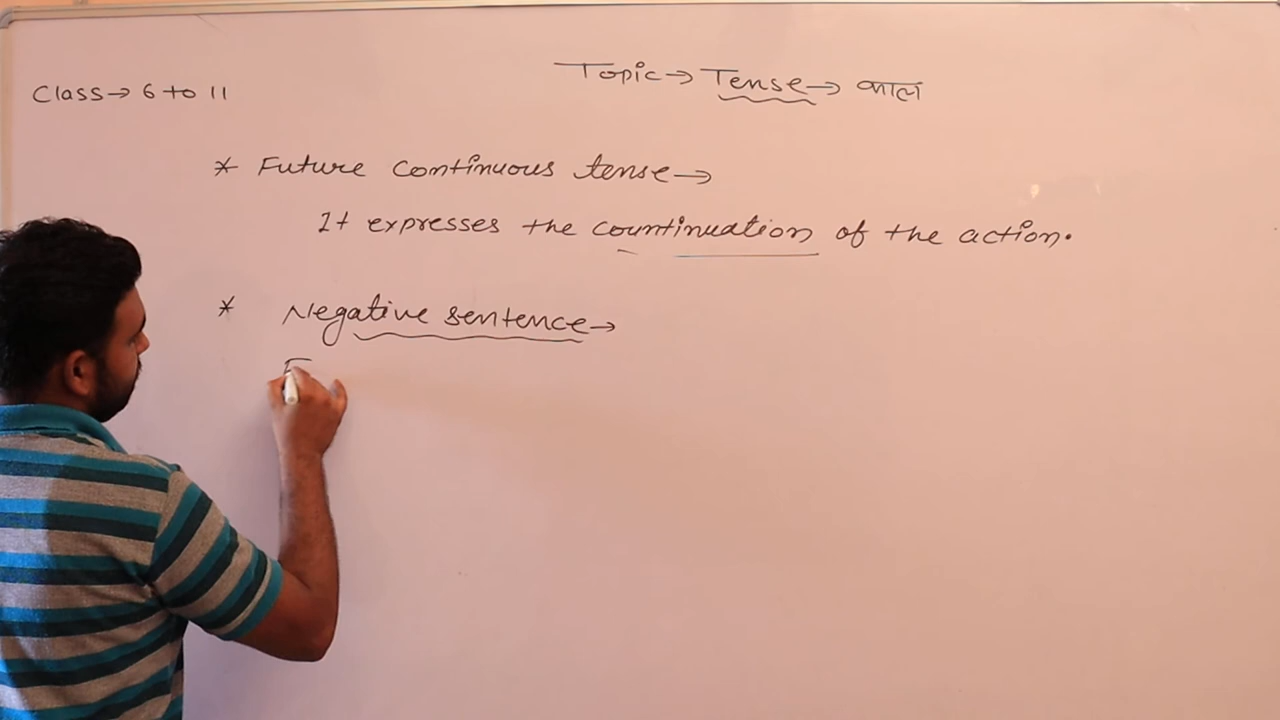 Topic → Tense → काल
Class → 6 to 11
* Future continuous tense →
It expresses the countinuation of the action.
* Negative sentence →